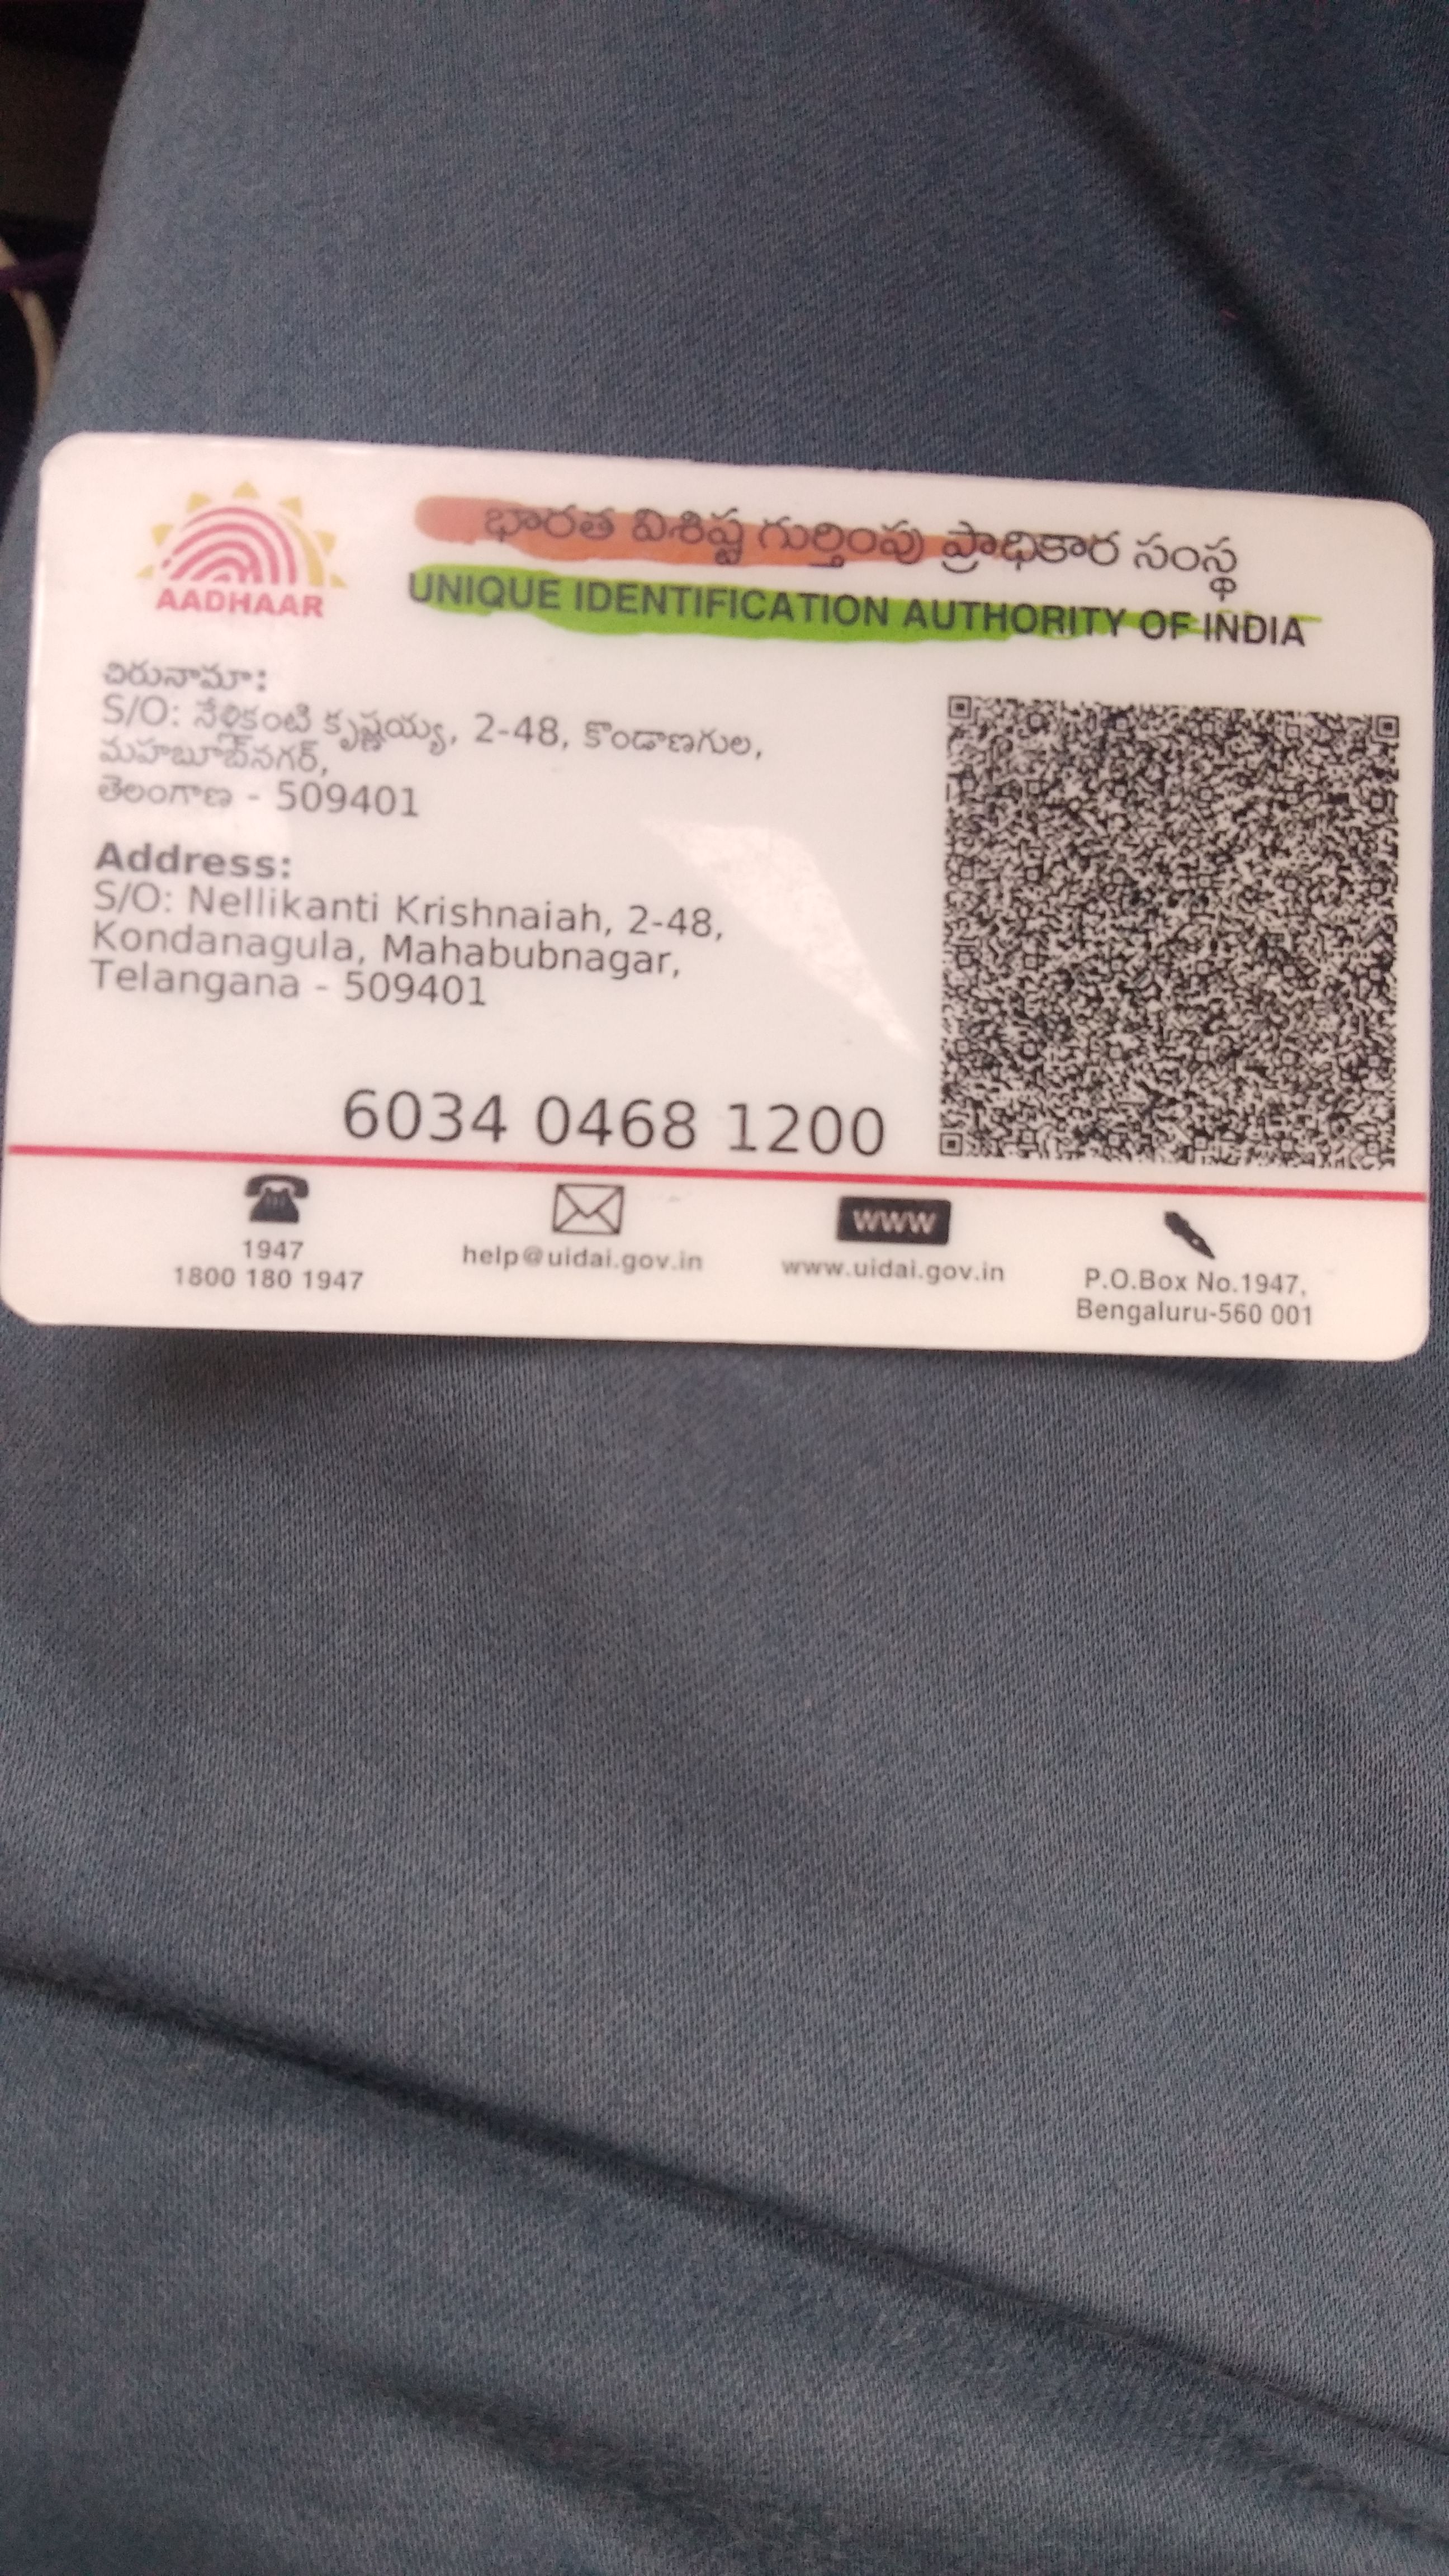 భారత విశిష్ట గుర్తింపు ప్రాధికార సంస్థ
AADHAAR
UNIQUE IDENTIFICATION AUTHORITY OF INDIA
చిరునామా:
S/O: నేల్లికంటి కృష్ణయ్య, 2-48, కొండాణగుల,
మహబూబ్‌నగర్,
తెలంగాణ - 509401
Address:
S/O: Nellikanti Krishnaiah, 2-48,
Kondanagula, Mahabubnagar,
Telangana - 509401
6034 0468 1200
1947
1800 180 1947
help@uidai.gov.in
www
www.uidai.gov.in
P.O.Box No.1947,
Bengaluru-560 001